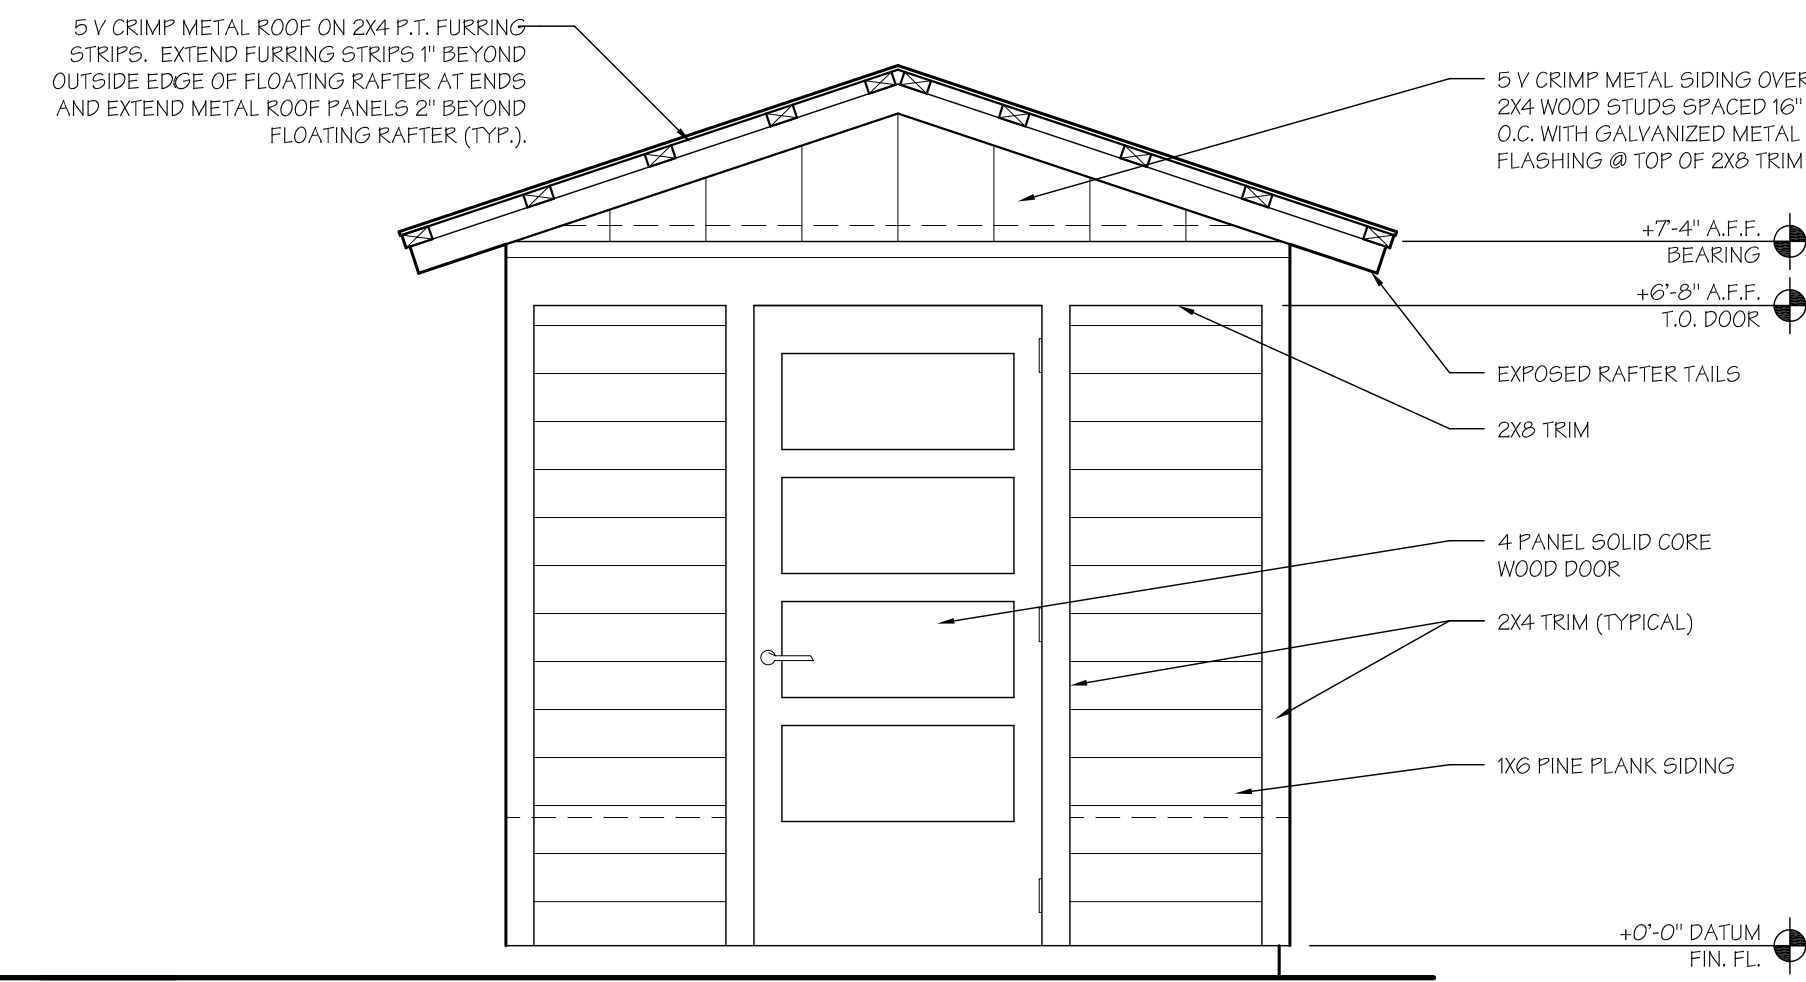 5 V CRIMP METAL ROOF ON 2X4 P.T. FURRING
STRIPS. EXTEND FURRING STRIPS 1" BEYOND
OUTSIDE EDGE OF FLOATING RAFTER AT ENDS
AND EXTEND METAL ROOF PANELS 2" BEYOND
FLOATING RAFTER (TYP.).
5 V CRIMP METAL SIDING OVER
2X4 WOOD STUDS SPACED 16"
O.C. WITH GALVANIZED METAL
FLASHING @ TOP OF 2X8 TRIM
+7'-4" A.F.F.
BEARING
+6'-8" A.F.F.
T.O. DOOR
EXPOSED RAFTER TAILS
2X8 TRIM
4 PANEL SOLID CORE
WOOD DOOR
2X4 TRIM (TYPICAL)
1X6 PINE PLANK SIDING
+0'-0" DATUM
FIN. FL.